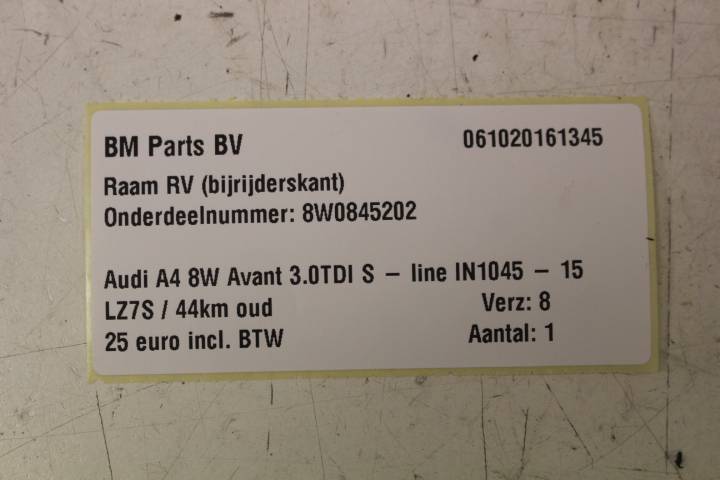 BM Parts BV 061020161345
Raam RV (bijrijderskant)
Onderdeelnummer: 8W0845202
Audi A4 8W Avant 3.0TDI S – line IN1045 – 15
LZ7S / 44km oud Verz: 8
25 euro incl. BTW Aantal: 1